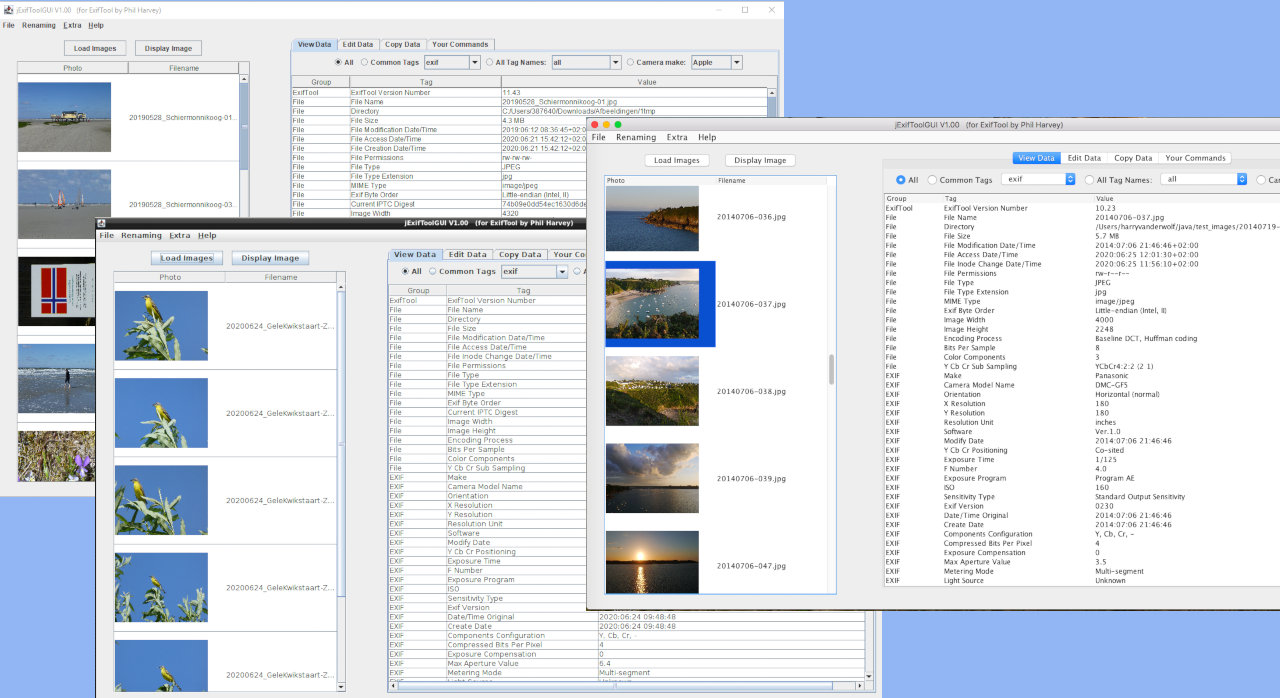 jExifToolGUI V1.00 (for ExifTool by Phil Harvey)
File Renaming Extra Help
Load Images Display Image
Photo Filename
20190528_Schiermonnikoog-01...
20190528_Schiermonnikoog-03...
View Data Edit Data Copy Data Your Commands
All Common Tags exif All Tag Names: all Camera make: Apple
Group Tag Value
ExifTool ExifTool Version Number 11.43
File File Name 20190528_Schiermonnikoog-01.jpg
File Directory C:/Users/387640/Downloads/Afbeeldingen/1tmp
File File Size 4.3 MB
File File Modification Date/Time 2019:06:12 08:36:45+02:0
File File Access Date/Time 2020:06:21 15:42:12+02:0
File File Creation Date/Time 2020:06:21 15:42:12+02:0
File File Permissions rw-rw-rw-
File File Type JPEG
File File Type Extension jpg
File MIME Type image/jpeg
File Exif Byte Order Little-endian (Intel, II)
File Current IPTC Digest 74b09e0dd54ec1630d6de
File Image Width 4320
jExifToolGUI V1.00 (for ExifTool by Phil Harvey)
File Renaming Extra Help
Load Images Display Image
Photo Filename
20200624_GeleKwikstaart-Z...
20200624_GeleKwikstaart-Z...
20200624_GeleKwikstaart-Z...
20200624_GeleKwikstaart-Z...
20200624_GeleKwikstaart-Z...
View Data Edit Data Copy Data Your Co
All Common Tags exif A
Group Tag
ExifTool ExifTool Version Number
File File Name
File Directory
File File Size
File File Modification Date/Time
File File Access Date/Time
File File Inode Change Date/Time
File File Permissions
File File Type
File File Type Extension
File MIME Type
File Exif Byte Order
File Current IPTC Digest
File Image Width
File Image Height
File Encoding Process
File Bits Per Sample
File Color Components
File Y Cb Cr Sub Sampling
EXIF Make
EXIF Camera Model Name
EXIF Orientation
EXIF X Resolution
EXIF Y Resolution
EXIF Resolution Unit
EXIF Software
EXIF Modify Date
EXIF Y Cb Cr Positioning
EXIF Exposure Time
EXIF F Number
EXIF Exposure Program
EXIF ISO
EXIF Sensitivity Type
EXIF Exif Version
EXIF Date/Time Original 2020:06:24 09:48:48
EXIF Create Date 2020:06:24 09:48:48
EXIF Components Configuration Y, Cb, Cr, -
EXIF Compressed Bits Per Pixel 4
EXIF Exposure Compensation 0
EXIF Max Aperture Value 6.4
EXIF Metering Mode Multi-segment
jExifToolGUI V1.00 (for ExifTool by Phil Harvey)
File Renaming Extra Help
Load Images Display Image
Photo Filename
20140706-036.jpg
20140706-037.jpg
20140706-038.jpg
20140706-039.jpg
20140706-047.jpg
View Data Edit Data Copy Data Your Commands
All Common Tags exif All Tag Names: all Ca
Group Tag Value
ExifTool ExifTool Version Number 10.23
File File Name 20140706-037.jpg
File Directory /Users/harryvanderwolf/java/test_images/20140719-
File File Size 5.7 MB
File File Modification Date/Time 2014:07:06 21:46:46+02:00
File File Access Date/Time 2020:06:25 12:01:30+02:00
File File Inode Change Date/Time 2020:06:25 11:56:10+02:00
File File Permissions rw-r--r--
File File Type JPEG
File File Type Extension jpg
File MIME Type image/jpeg
File Exif Byte Order Little-endian (Intel, II)
File Image Width 4000
File Image Height 2248
File Encoding Process Baseline DCT, Huffman coding
File Bits Per Sample 8
File Color Components 3
File Y Cb Cr Sub Sampling YCbCr4:2:2 (2 1)
EXIF Make Panasonic
EXIF Camera Model Name DMC-GF5
EXIF Orientation Horizontal (normal)
EXIF X Resolution 180
EXIF Y Resolution 180
EXIF Resolution Unit inches
EXIF Software Ver.1.0
EXIF Modify Date 2014:07:06 21:46:46
EXIF Y Cb Cr Positioning Co-sited
EXIF Exposure Time 1/125
EXIF F Number 4.0
EXIF Exposure Program Program AE
EXIF ISO 160
EXIF Sensitivity Type Standard Output Sensitivity
EXIF Exif Version 0230
EXIF Date/Time Original 2014:07:06 21:46:46
EXIF Create Date 2014:07:06 21:46:46
EXIF Components Configuration Y, Cb, Cr, -
EXIF Compressed Bits Per Pixel 4
EXIF Exposure Compensation 0
EXIF Max Aperture Value 3.5
EXIF Metering Mode Multi-segment
EXIF Light Source Unknown